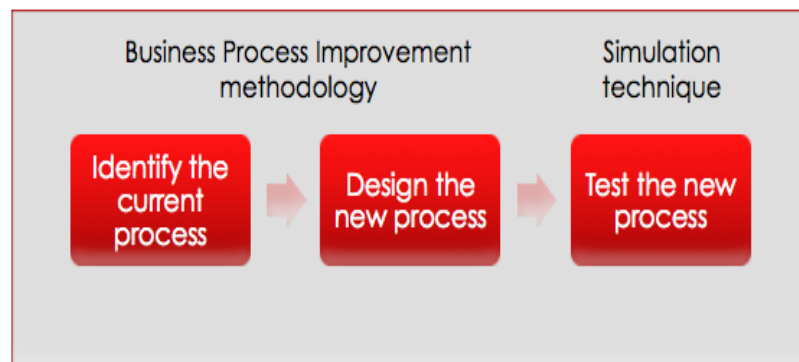 Business Process Improvement
methodology
Simulation
technique
Identify the
current
process
Design the
new process
Test the new
process